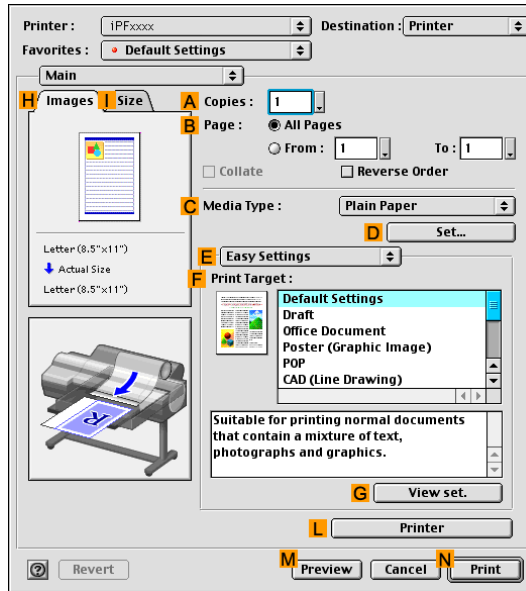 Printer : iPFxxxx Destination : Printer
Favorites : Default Settings
Main
H Images I Size
A Copies : 1
B Page : All Pages
From : 1 To : 1
Collate Reverse Order
C Media Type : Plain Paper
D Set...
Letter (8.5"x11")
Actual Size
Letter (8.5"x11")
E Easy Settings
F Print Target :
Default Settings
Draft
Office Document
Poster (Graphic Image)
POP
CAD (Line Drawing)
Suitable for printing normal documents
that contain a mixture of text,
photographs and graphics.
G View set.
L Printer
? Revert M Preview Cancel N Print
R